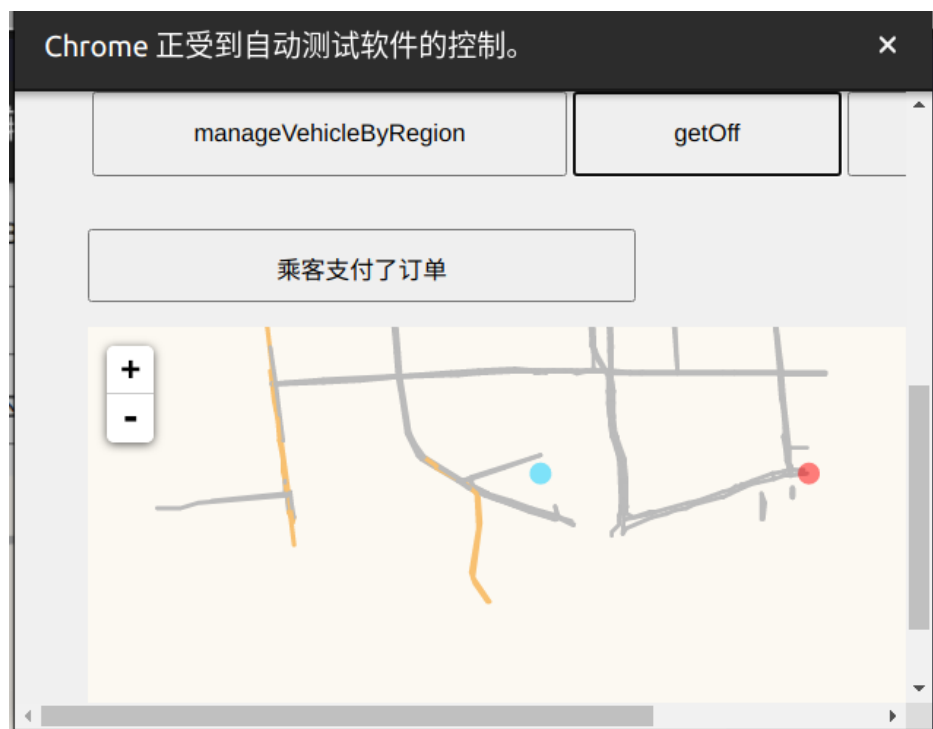 Chrome 正受到自动测试软件的控制。
×
manageVehicleByRegion
getOff
乘客支付了订单
+
-